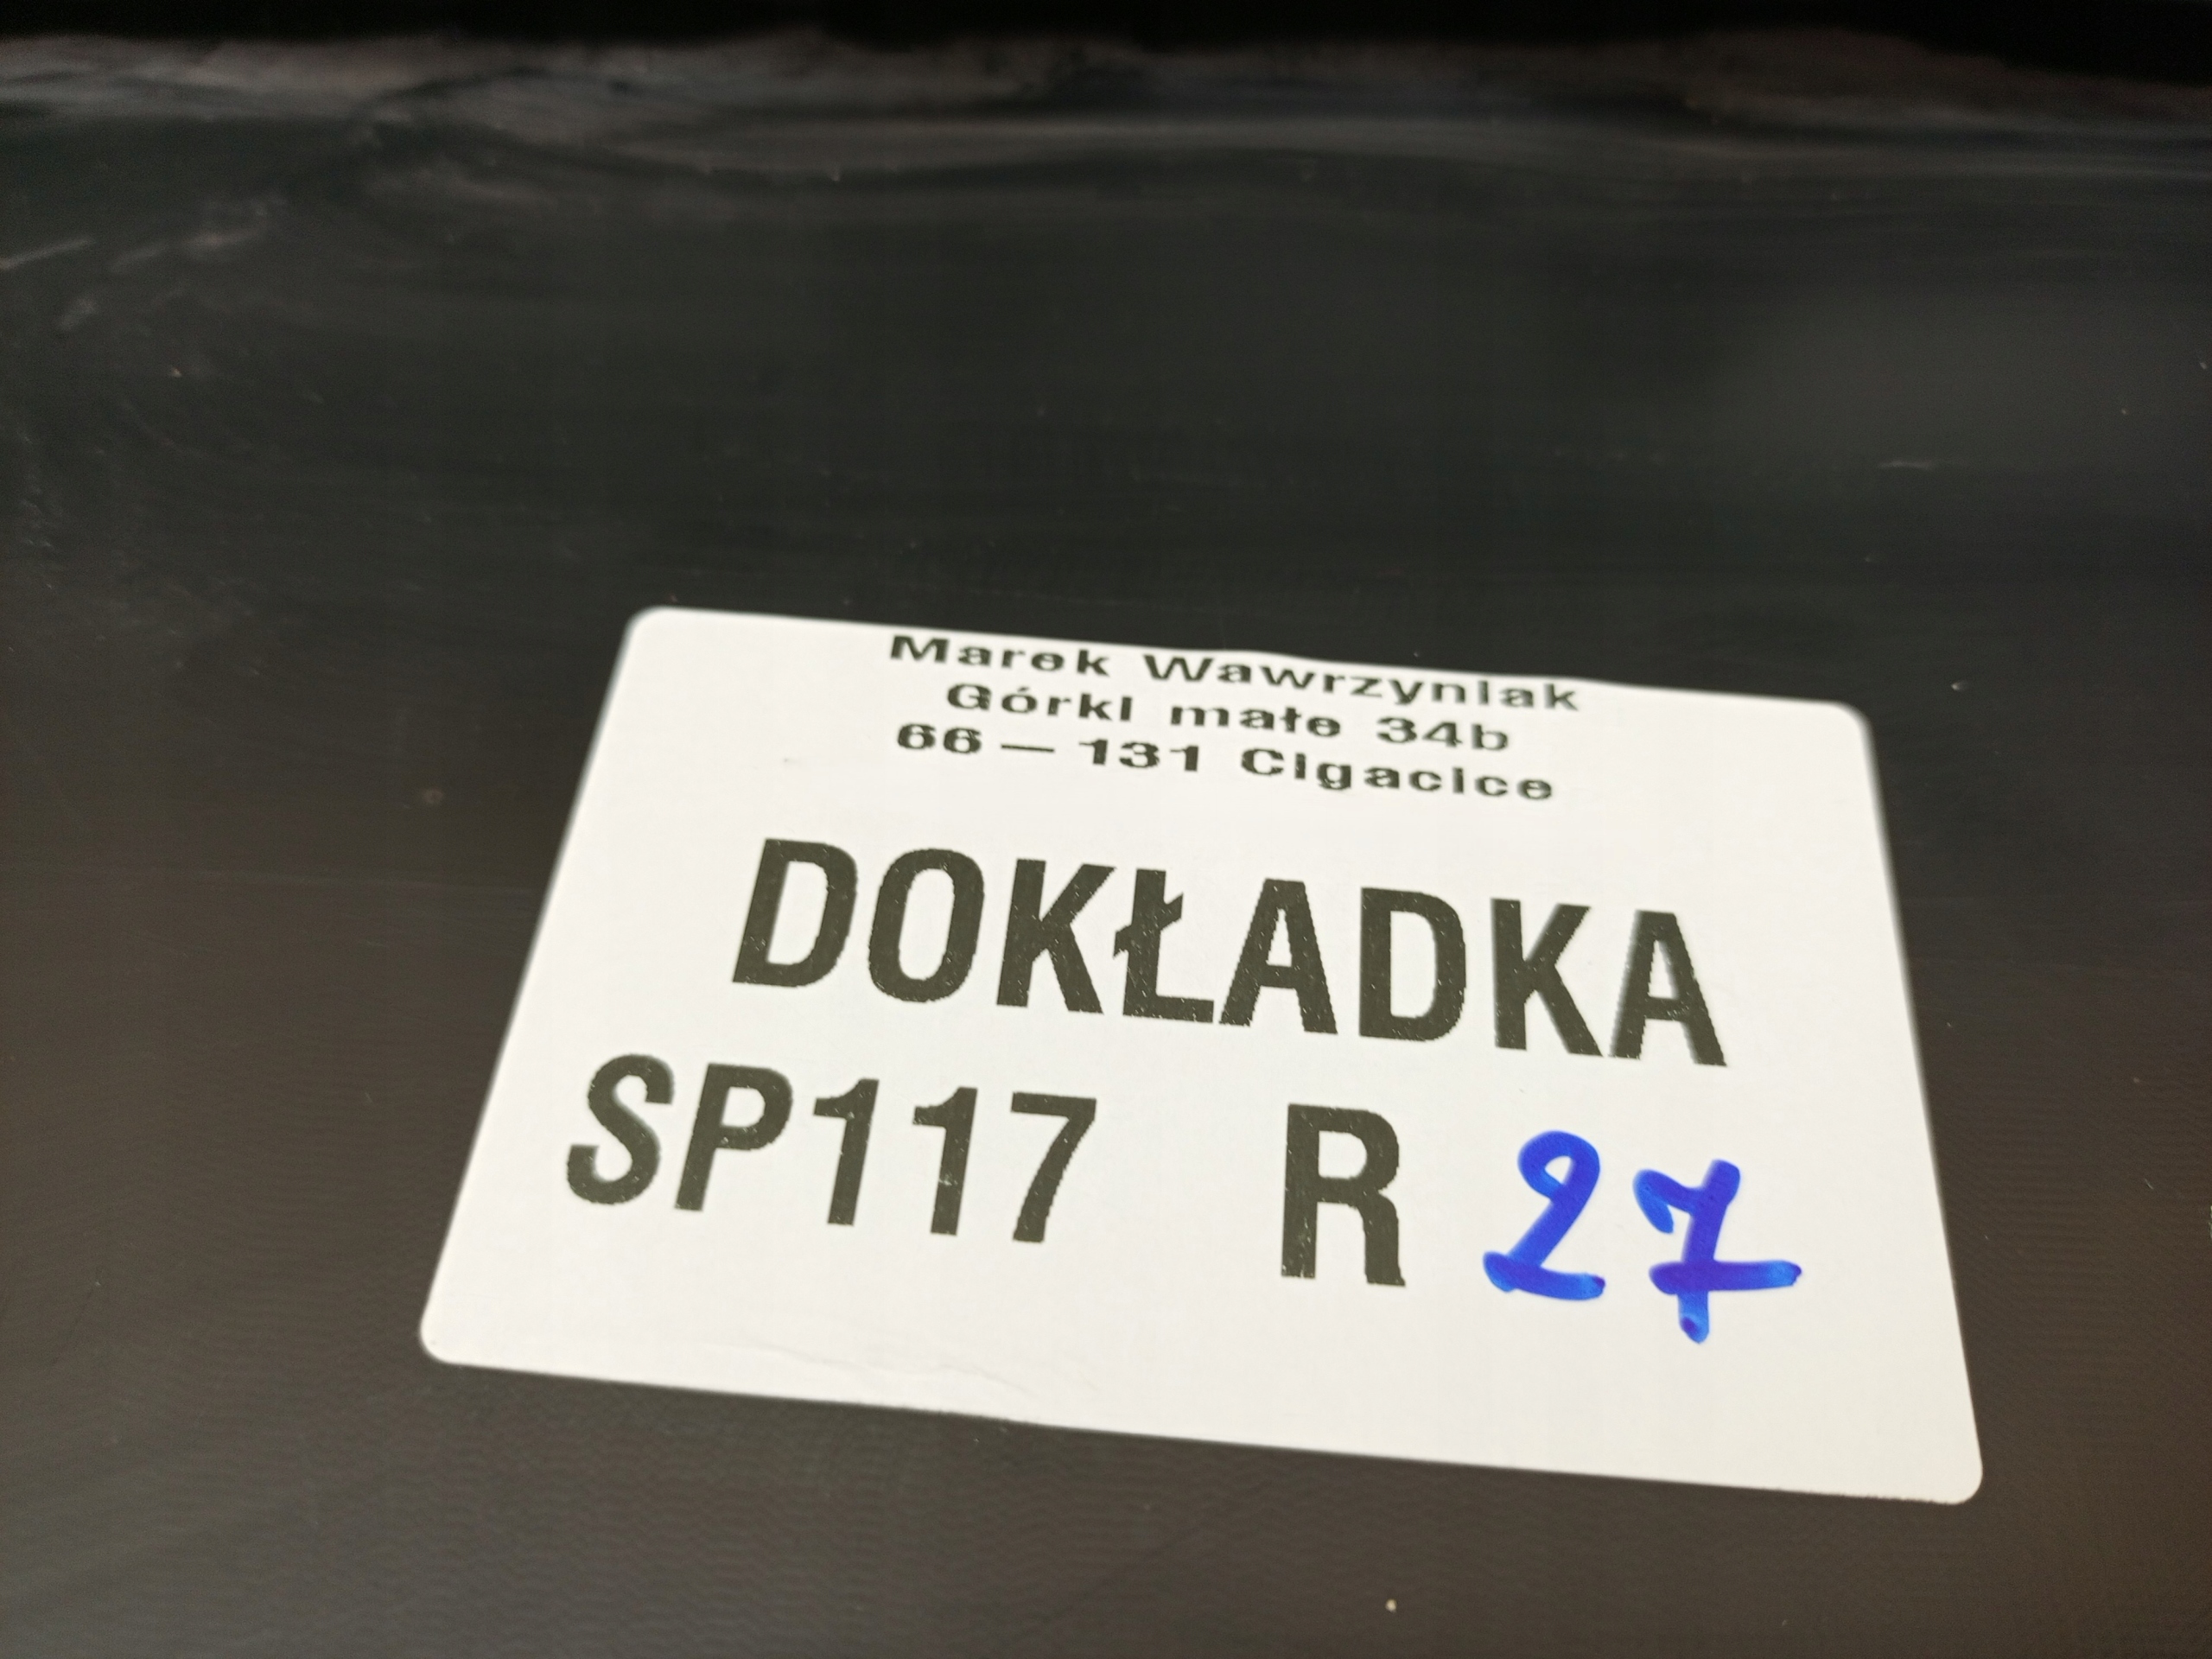 Marek Wawrzyniak
Górki małe 34b
66 – 131 Cigacice
DOKŁADKA
SP117 R 27